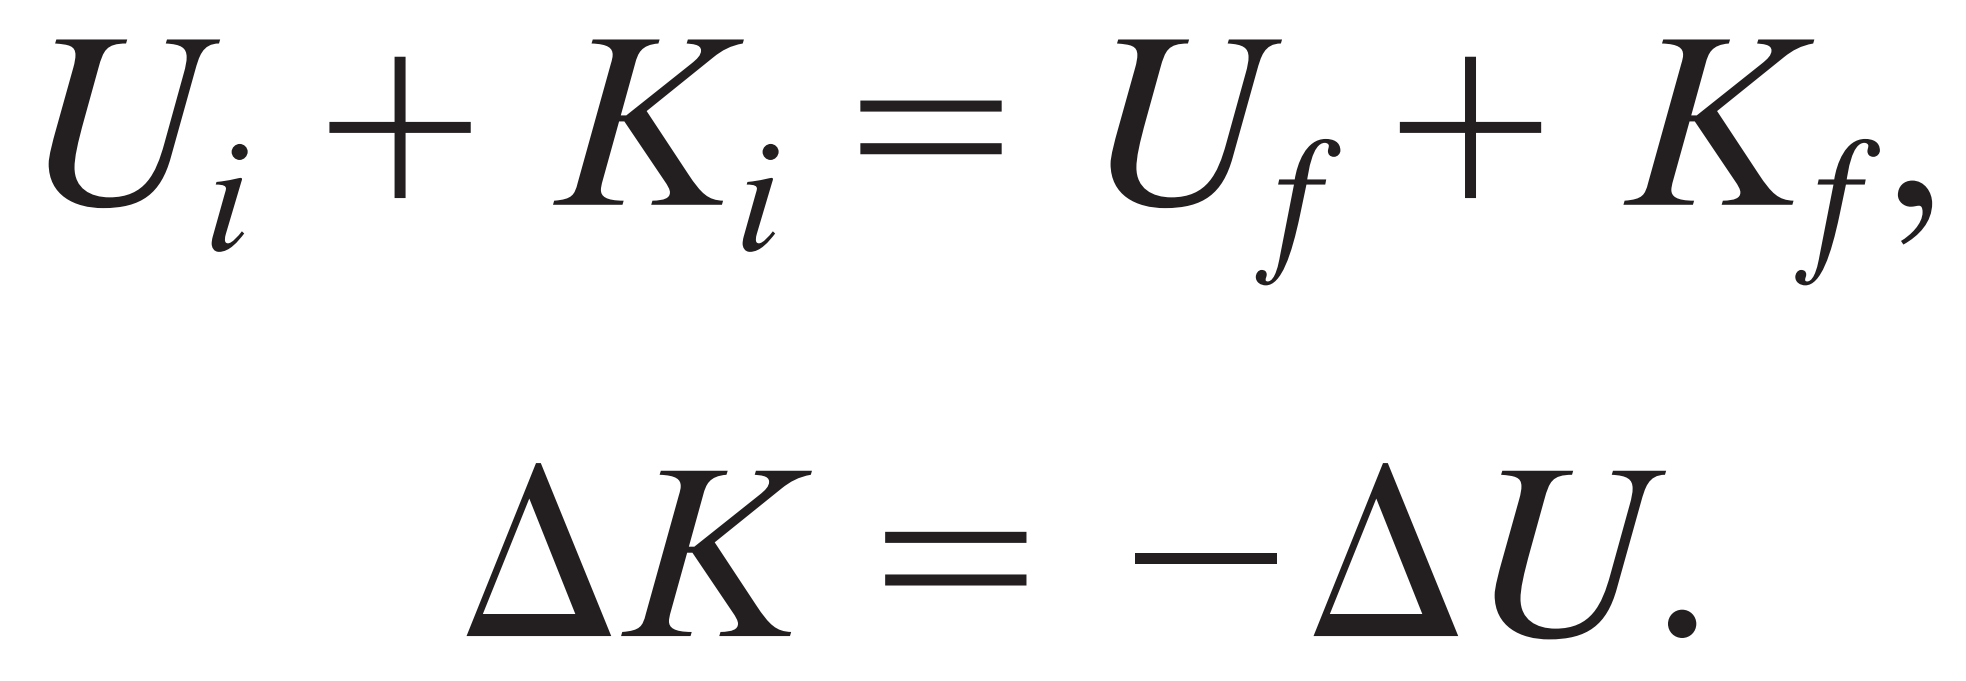 U_i + K_i = U_f + K_f,
ΔK = −ΔU.